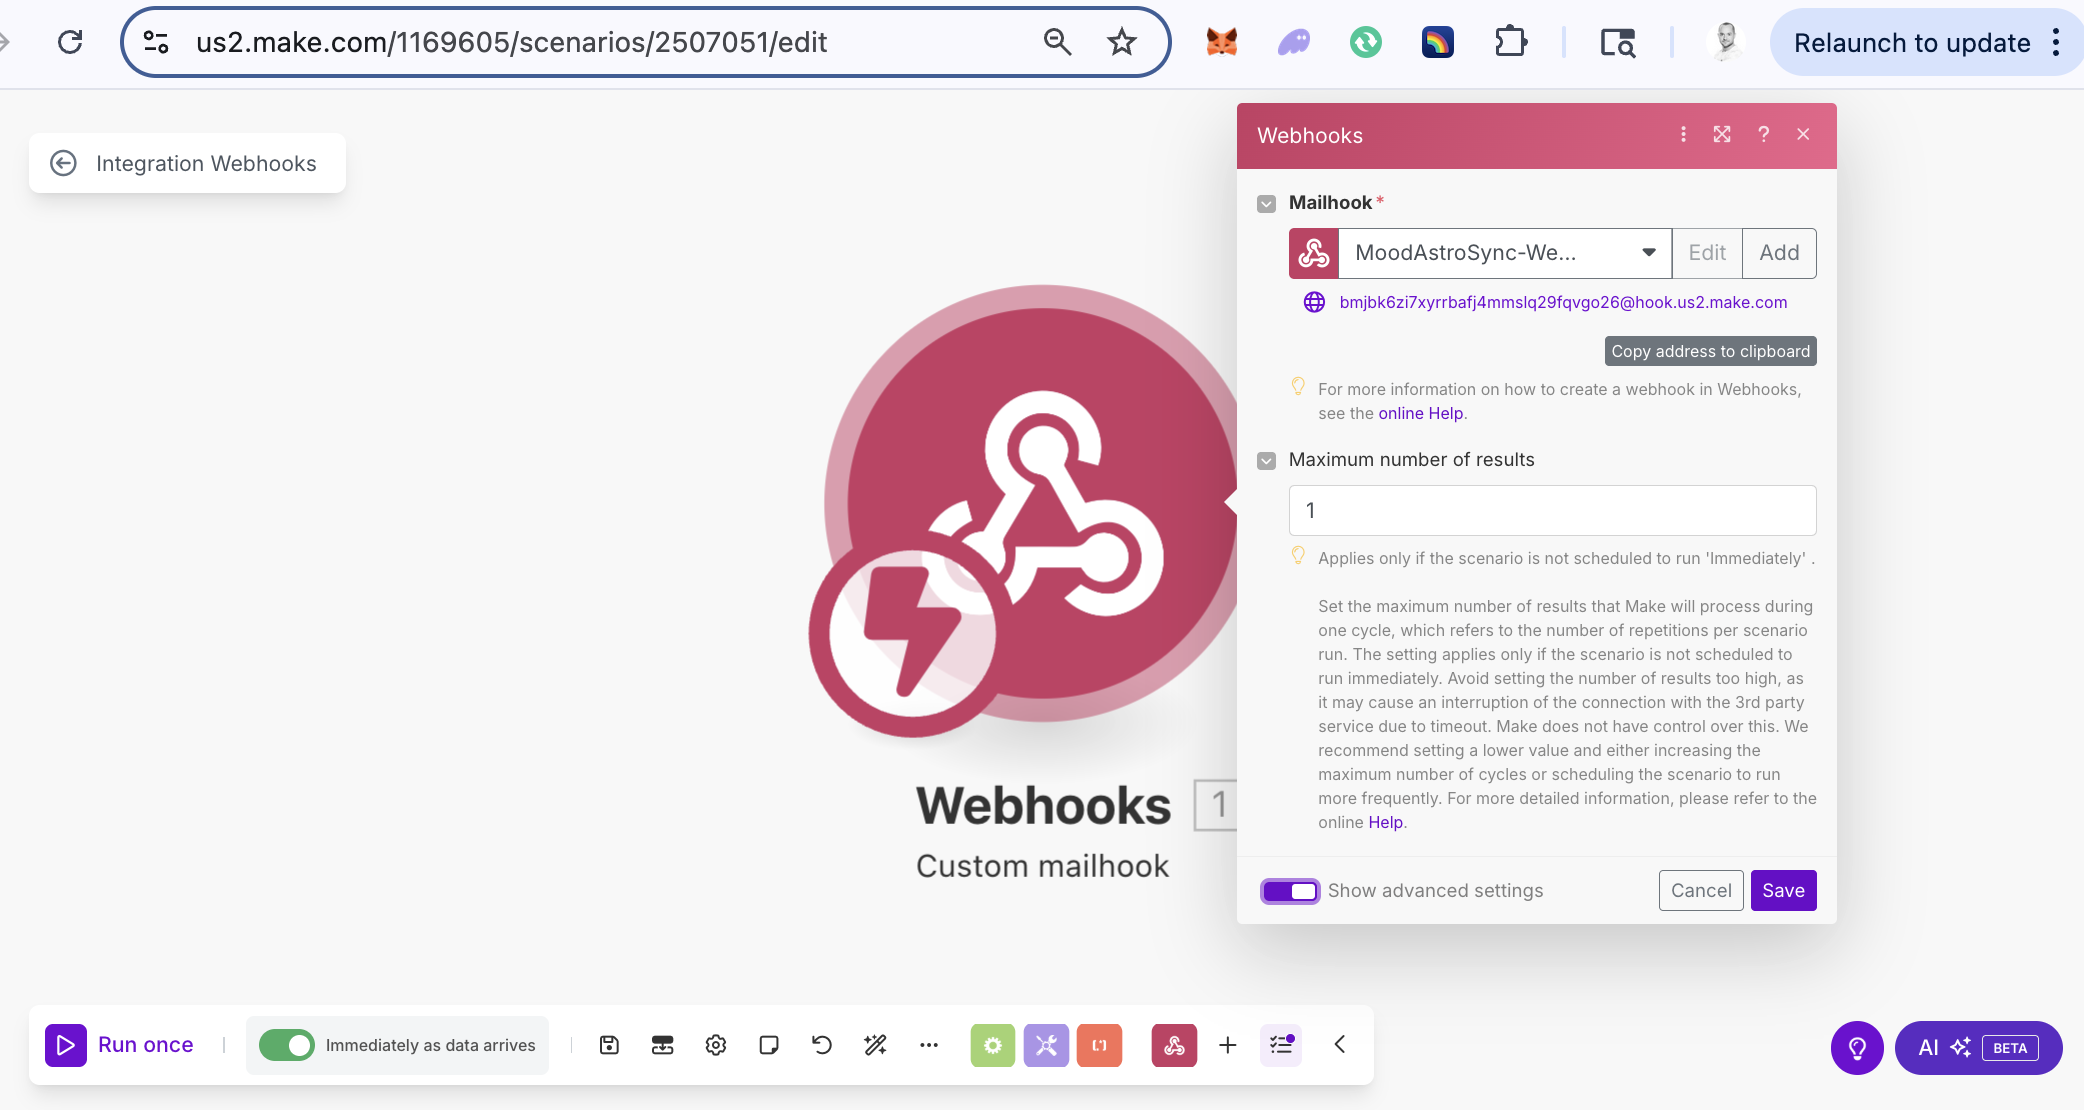 us2.make.com/1169605/scenarios/2507051/edit
Relaunch to update
Integration Webhooks
Webhooks
?
Mailhook *
MoodAstroSync-We...
Edit
Add
bmjbk6zi7xyrrbafj4mmslq29fqvgo26@hook.us2.make.com
Copy address to clipboard
For more information on how to create a webhook in Webhooks,
see the online Help.
Maximum number of results
1
Applies only if the scenario is not scheduled to run 'Immediately' .
Set the maximum number of results that Make will process during
one cycle, which refers to the number of repetitions per scenario
run. The setting applies only if the scenario is not scheduled to
run immediately. Avoid setting the number of results too high, as
it may cause an interruption of the connection with the 3rd party
service due to timeout. Make does not have control over this. We
recommend setting a lower value and either increasing the
maximum number of cycles or scheduling the scenario to run
more frequently. For more detailed information, please refer to the
online Help.
Show advanced settings
Cancel
Save
Webhooks 1
Custom mailhook
Run once
Immediately as data arrives
AI BETA